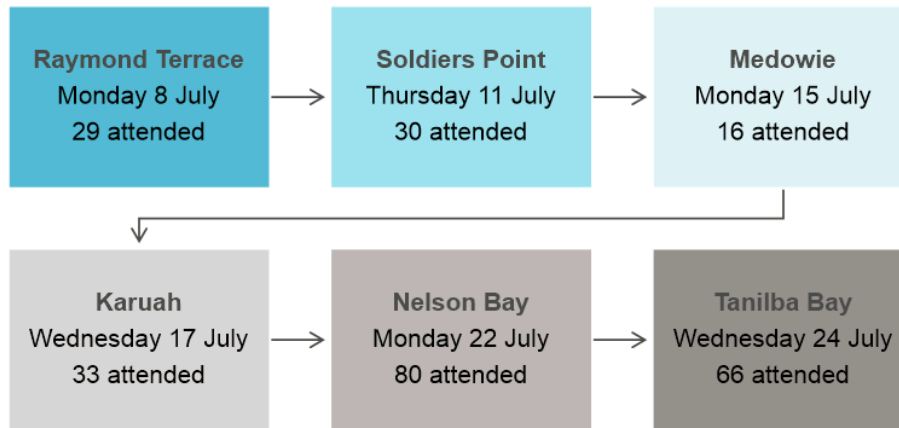 Raymond Terrace
Monday 8 July
29 attended
Soldiers Point
Thursday 11 July
30 attended
Medowie
Monday 15 July
16 attended
Karuah
Wednesday 17 July
33 attended
Nelson Bay
Monday 22 July
80 attended
Tanilba Bay
Wednesday 24 July
66 attended